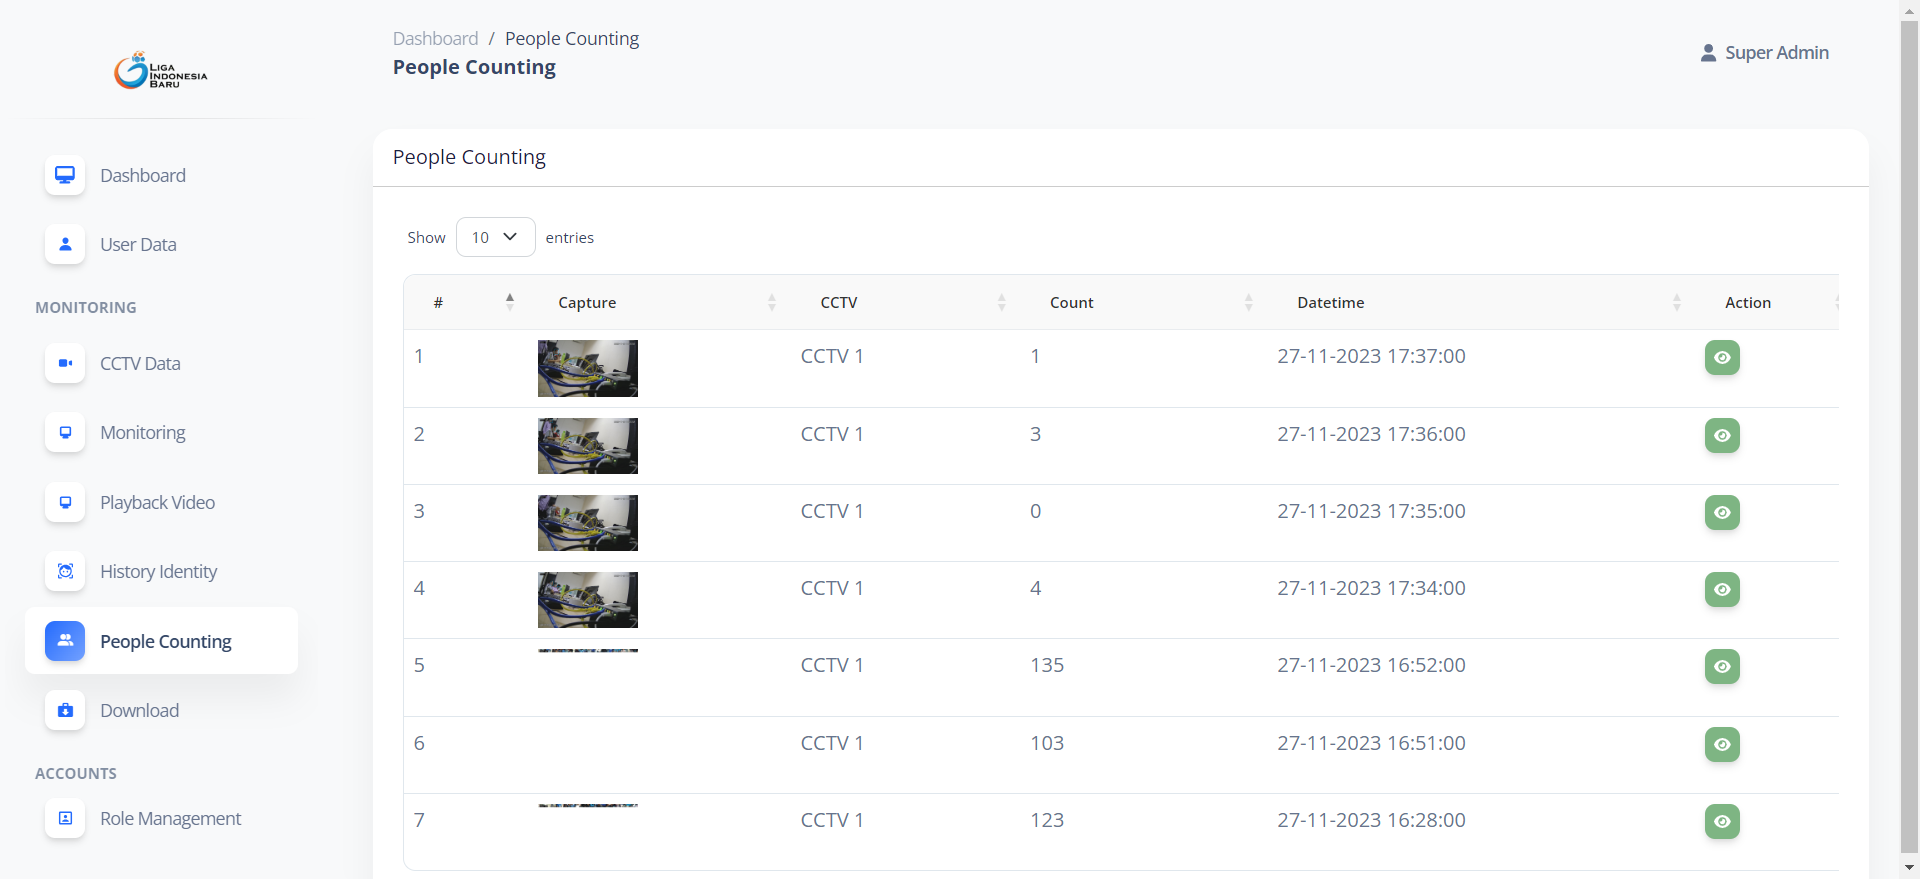 LIGA
INDONESIA
BARU
Dashboard
User Data
MONITORING
CCTV Data
Monitoring
Playback Video
History Identity
People Counting
Download
ACCOUNTS
Role Management
Dashboard / People Counting
People Counting
Super Admin
People Counting
Show 10 entries
# Capture CCTV Count Datetime Action
1 CCTV 1 1 27-11-2023 17:37:00
2 CCTV 1 3 27-11-2023 17:36:00
3 CCTV 1 0 27-11-2023 17:35:00
4 CCTV 1 4 27-11-2023 17:34:00
5 CCTV 1 135 27-11-2023 16:52:00
6 CCTV 1 103 27-11-2023 16:51:00
7 CCTV 1 123 27-11-2023 16:28:00